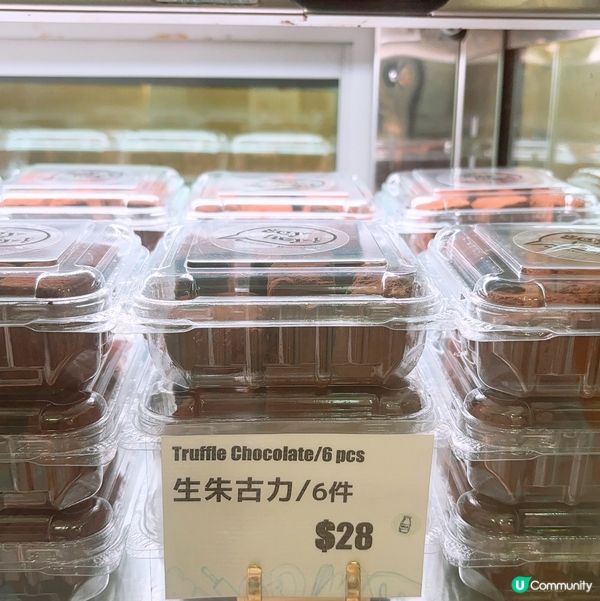 Truffle Chocolate/6 pcs
生朱古力/6件
$28
U Community